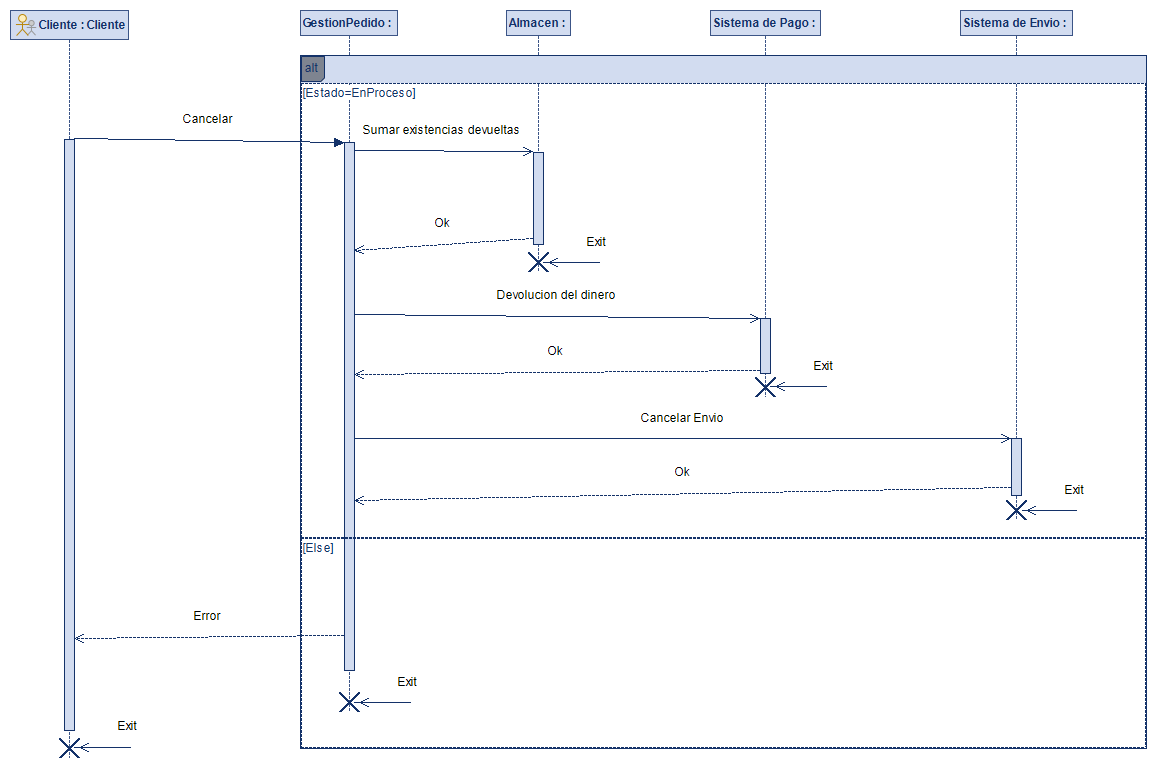 Cliente : Cliente
GestionPedido :
Almacen :
Sistema de Pago :
Sistema de Envio :
alt
[Estado=EnProceso]
Cancelar
Sumar existencias devueltas
Ok
Exit
Devolucion del dinero
Ok
Exit
Cancelar Envio
Ok
Exit
[Else]
Error
Exit
Exit